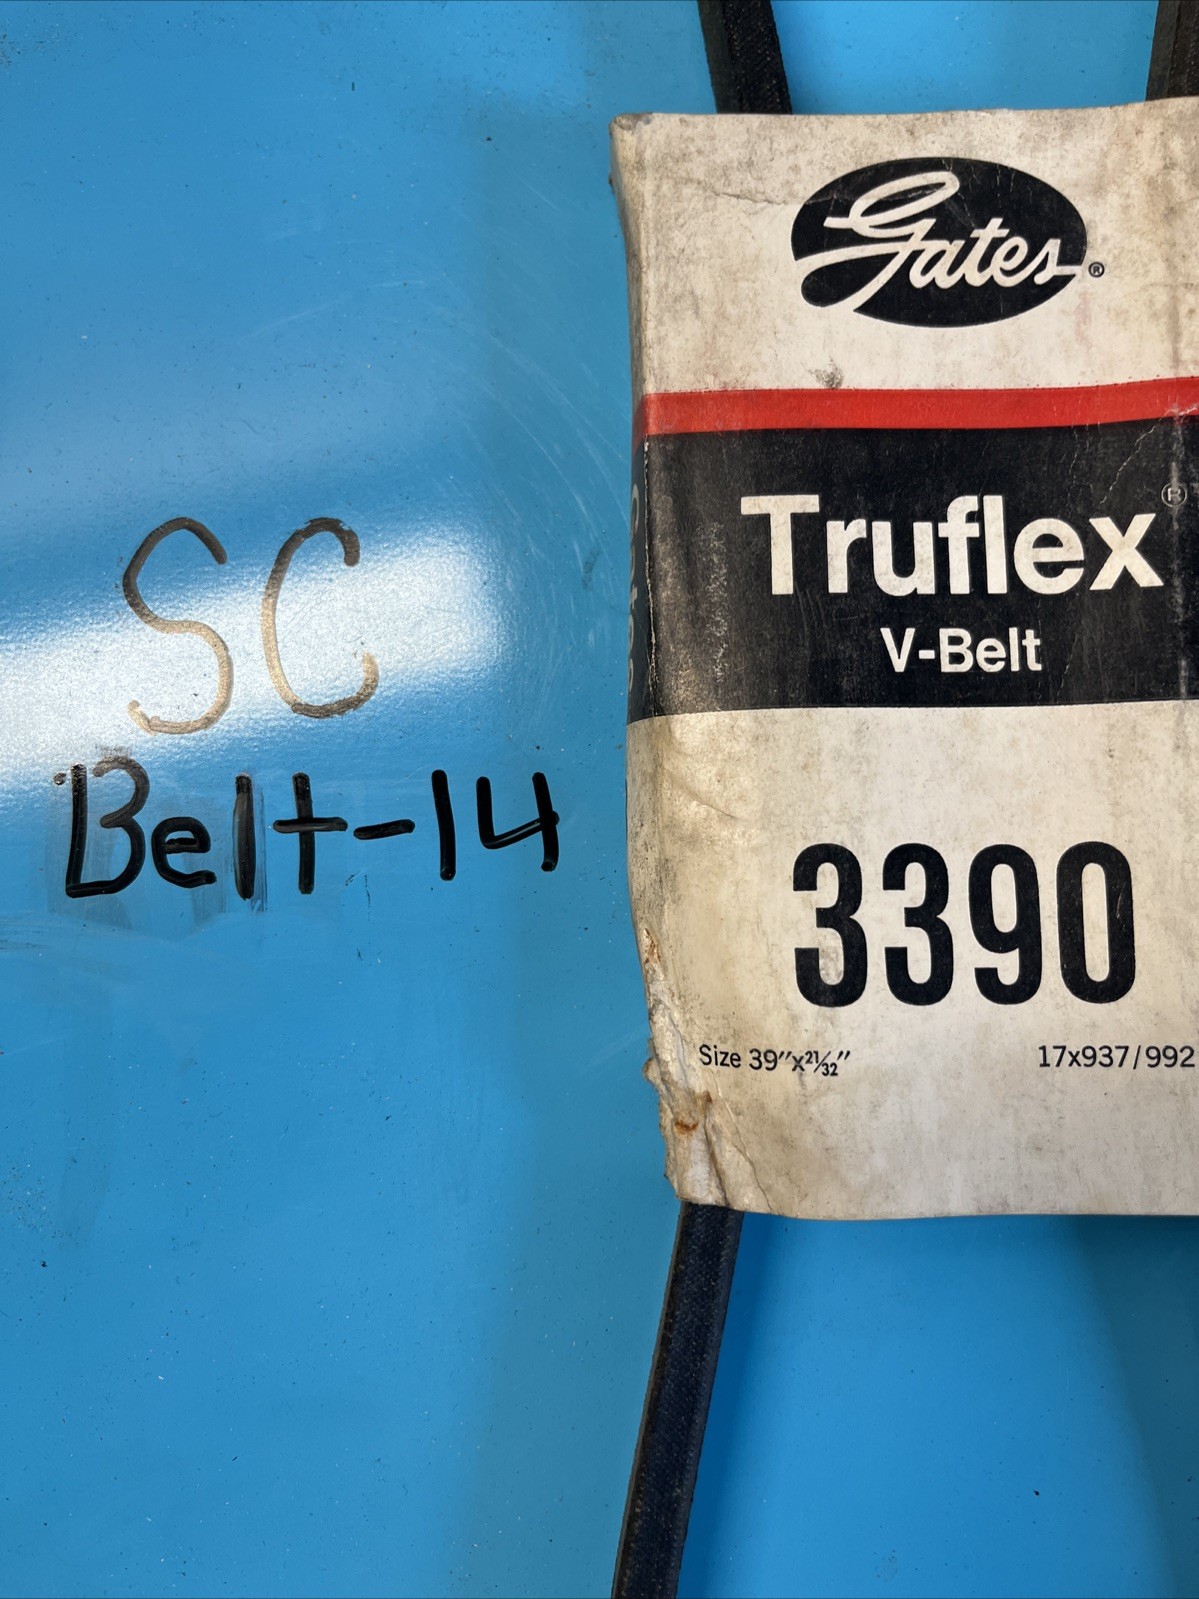 Gates®
Truflex®
V-Belt
3390
Size 39"x21/32" 17x937/992
SC
Belt-14